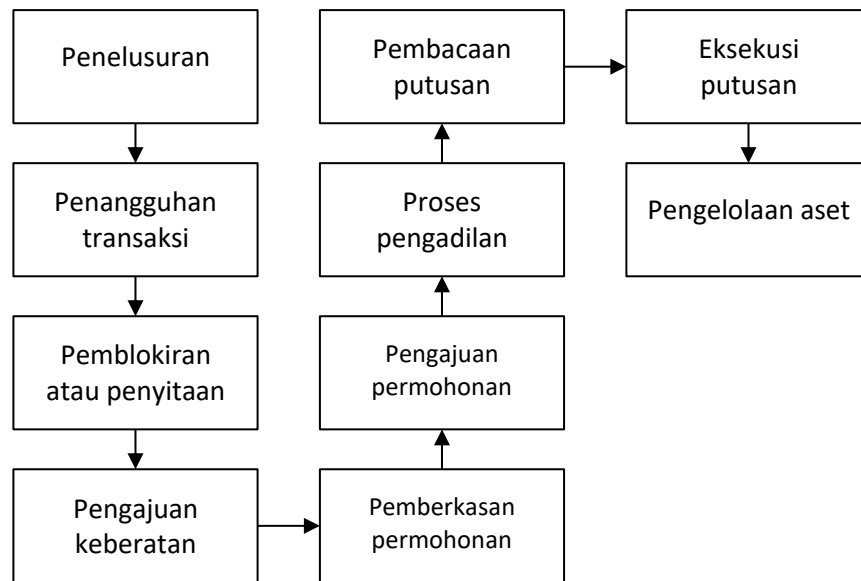 Penelusuran
Penangguhan
transaksi
Pemblokiran
atau penyitaan
Pengajuan
keberatan
Pemberkasan
permohonan
Pengajuan
permohonan
Proses
pengadilan
Pembacaan
putusan
Eksekusi
putusan
Pengelolaan aset